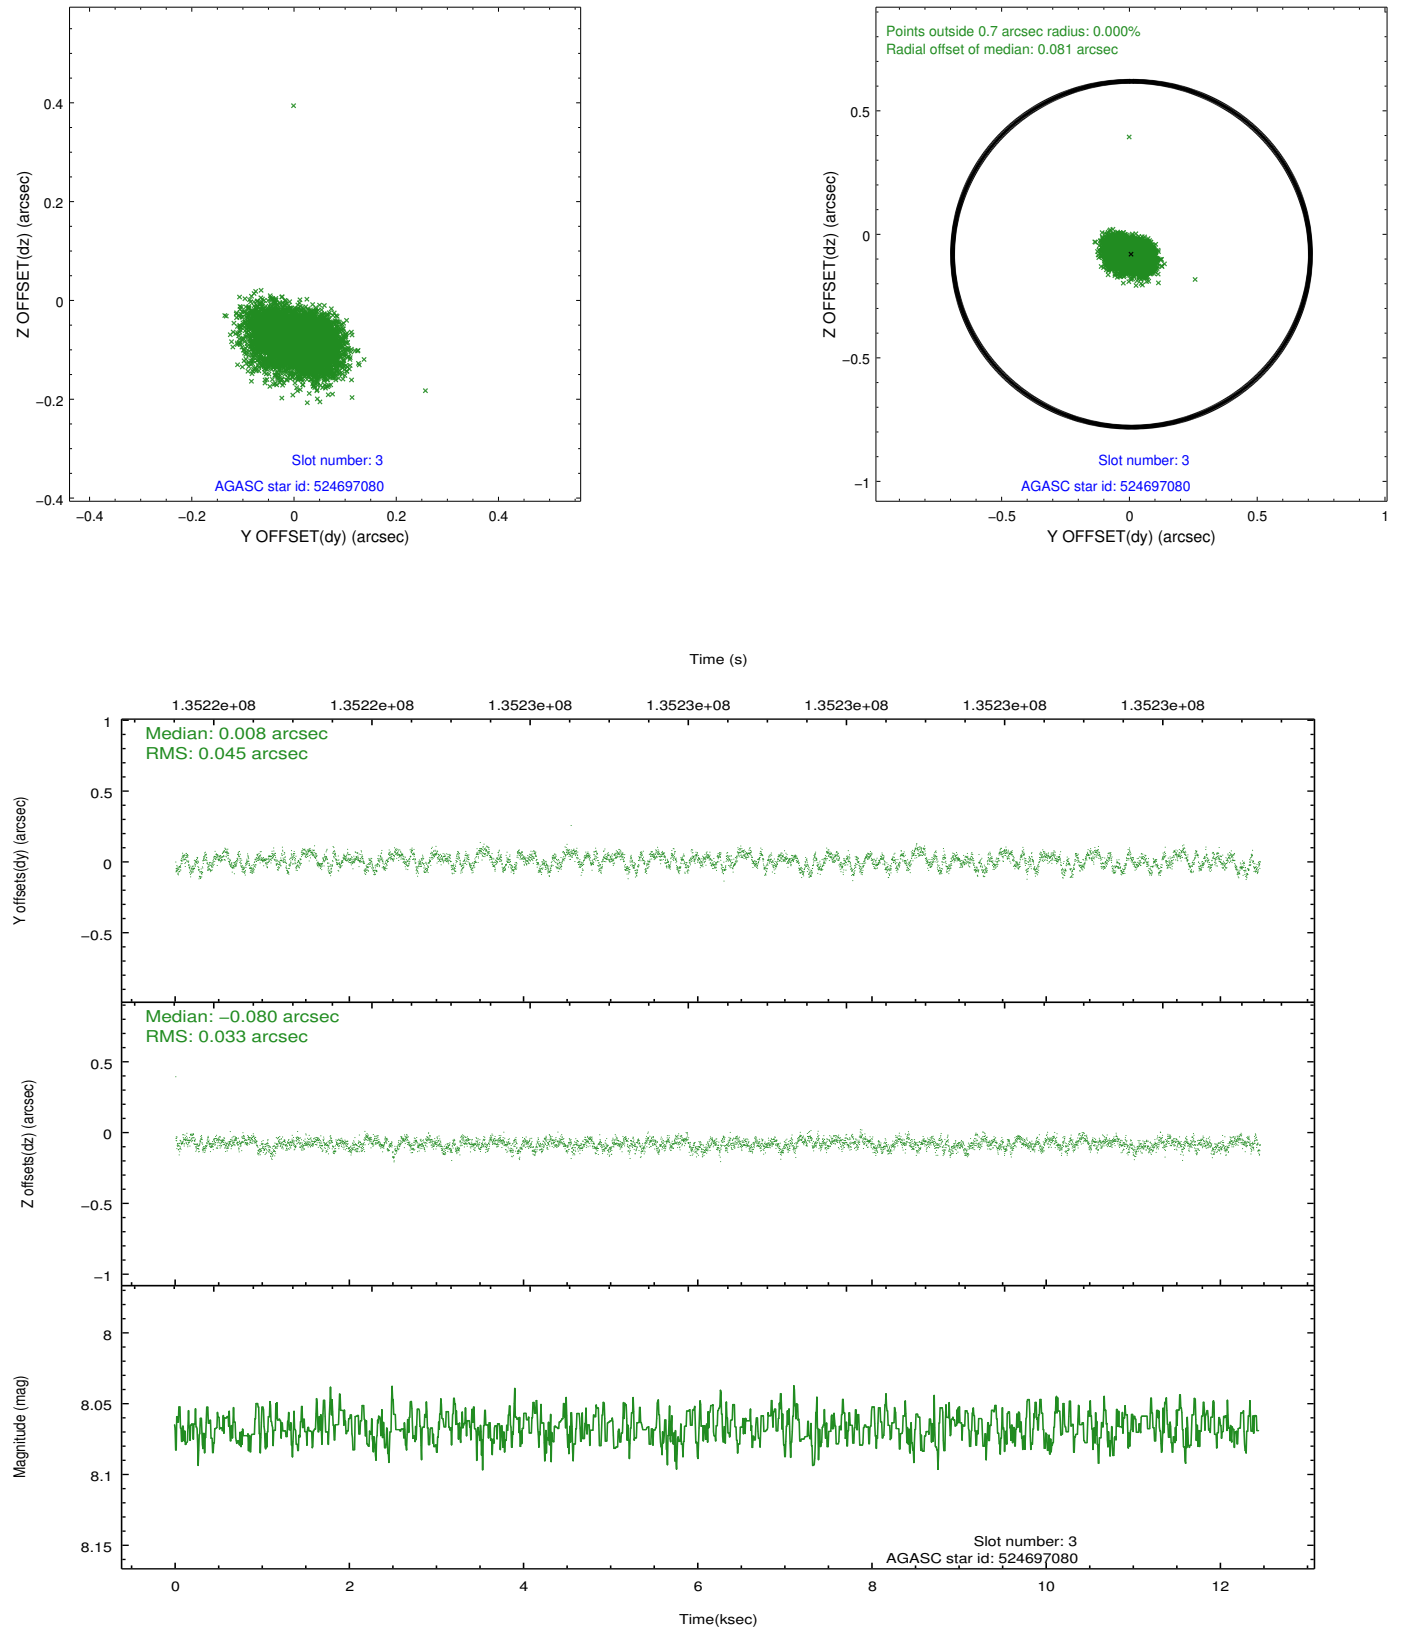 0.4
0.2
0
−0.2
−0.4
Z OFFSET(dz) (arcsec)
Slot number: 3
AGASC star id: 524697080
−0.4 −0.2 0 0.2 0.4
Y OFFSET(dy) (arcsec)
Points outside 0.7 arcsec radius: 0.000%
Radial offset of median: 0.081 arcsec
0.5
0
−0.5
−1
Z OFFSET(dz) (arcsec)
Slot number: 3
AGASC star id: 524697080
−0.5 0 0.5 1
Y OFFSET(dy) (arcsec)
Time (s)
1.3522e+08 1.3522e+08 1.3523e+08 1.3523e+08 1.3523e+08 1.3523e+08 1.3523e+08
Median: 0.008 arcsec
RMS: 0.045 arcsec
1
0.5
0
−0.5
Y offsets(dy) (arcsec)
Median: −0.080 arcsec
RMS: 0.033 arcsec
0.5
0
−0.5
−1
Z offsets(dz) (arcsec)
8
8.05
8.1
8.15
Magnitude (mag)
Slot number: 3
AGASC star id: 524697080
0 2 4 6 8 10 12
Time(ksec)